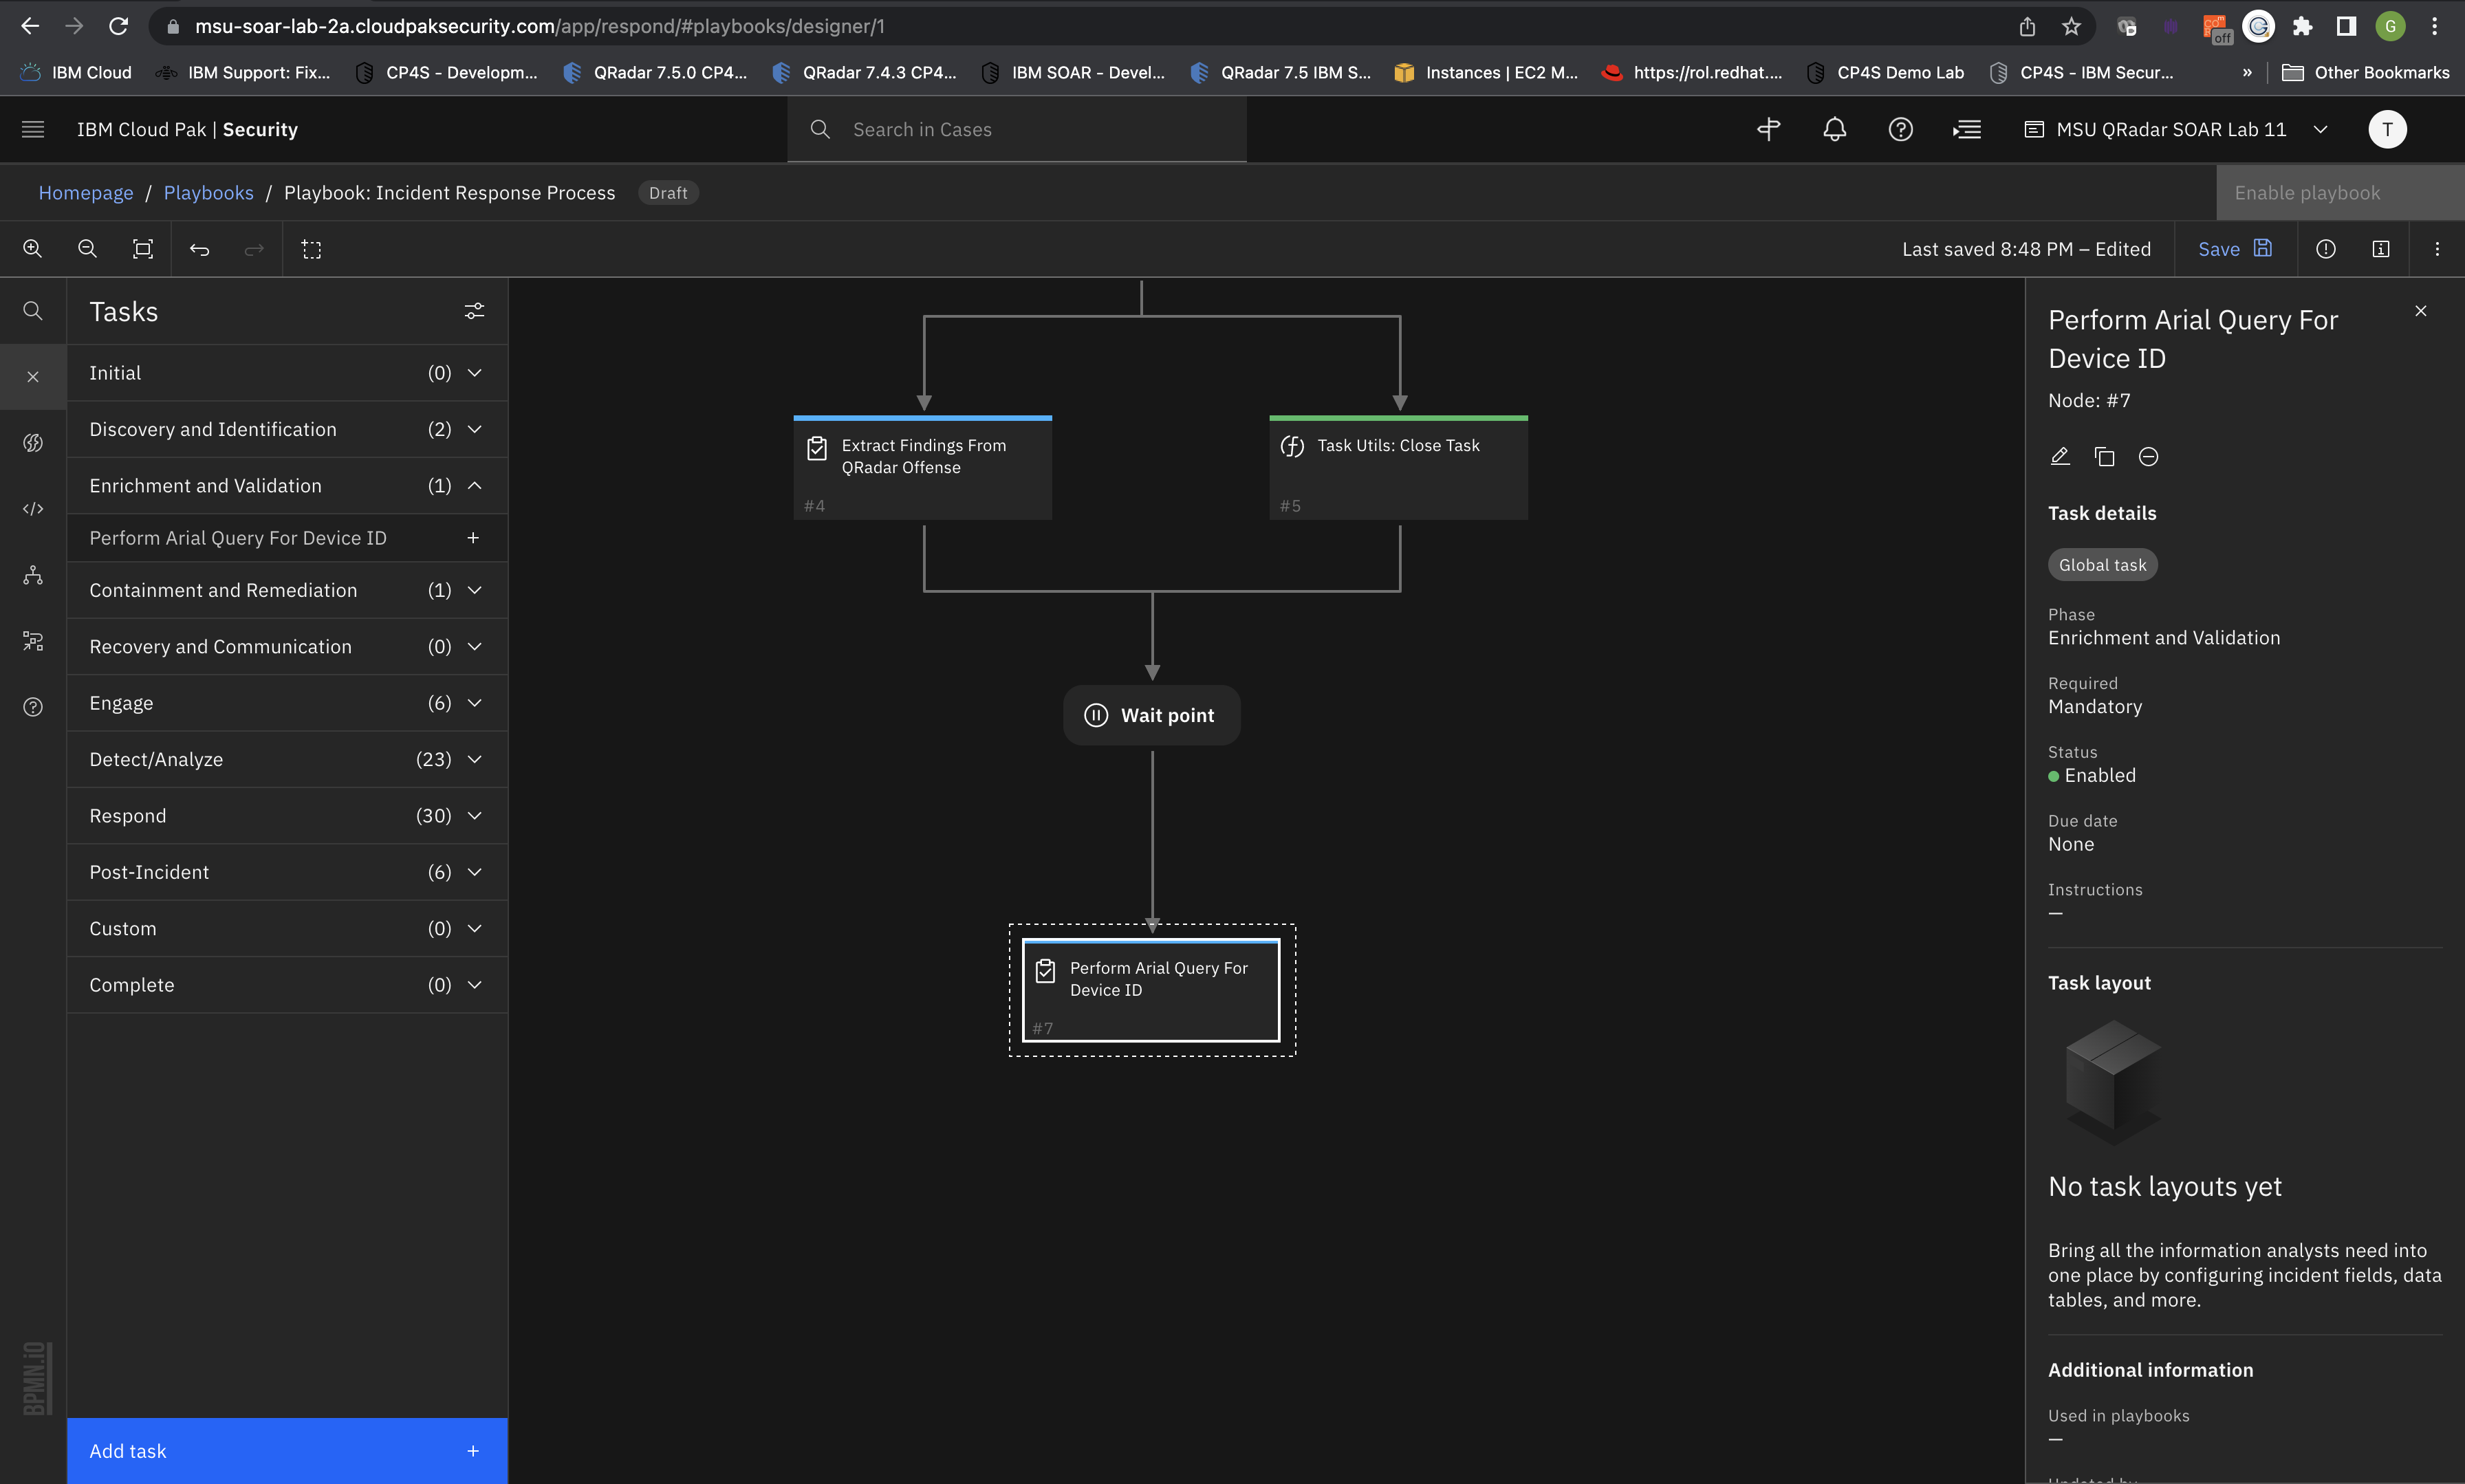 msu-soar-lab-2a.cloudpaksecurity.com/app/respond/#playbooks/designer/1
off
G
IBM Cloud
IBM Support: Fix...
CP4S - Developm...
QRadar 7.5.0 CP4...
QRadar 7.4.3 CP4...
IBM SOAR - Devel...
QRadar 7.5 IBM S...
Instances | EC2 M...
https://rol.redhat....
CP4S Demo Lab
CP4S - IBM Secur...
»
Other Bookmarks
IBM Cloud Pak | Security
Search in Cases
MSU QRadar SOAR Lab 11
T
Homepage / Playbooks / Playbook: Incident Response Process
Draft
Enable playbook
Last saved 8:48 PM – Edited
Save
Tasks
Initial (0)
Discovery and Identification (2)
Enrichment and Validation (1)
Perform Arial Query For Device ID +
Containment and Remediation (1)
Recovery and Communication (0)
Engage (6)
Detect/Analyze (23)
Respond (30)
Post-Incident (6)
Custom (0)
Complete (0)
BPMN.iO
Add task +
Extract Findings From
QRadar Offense
#4
Task Utils: Close Task
#5
Wait point
Perform Arial Query For
Device ID
#7
Perform Arial Query For
Device ID
Node: #7
Task details
Global task
Phase
Enrichment and Validation
Required
Mandatory
Status
Enabled
Due date
None
Instructions
—
Task layout
No task layouts yet
Bring all the information analysts need into
one place by configuring incident fields, data
tables, and more.
Additional information
Used in playbooks
—
Updated by